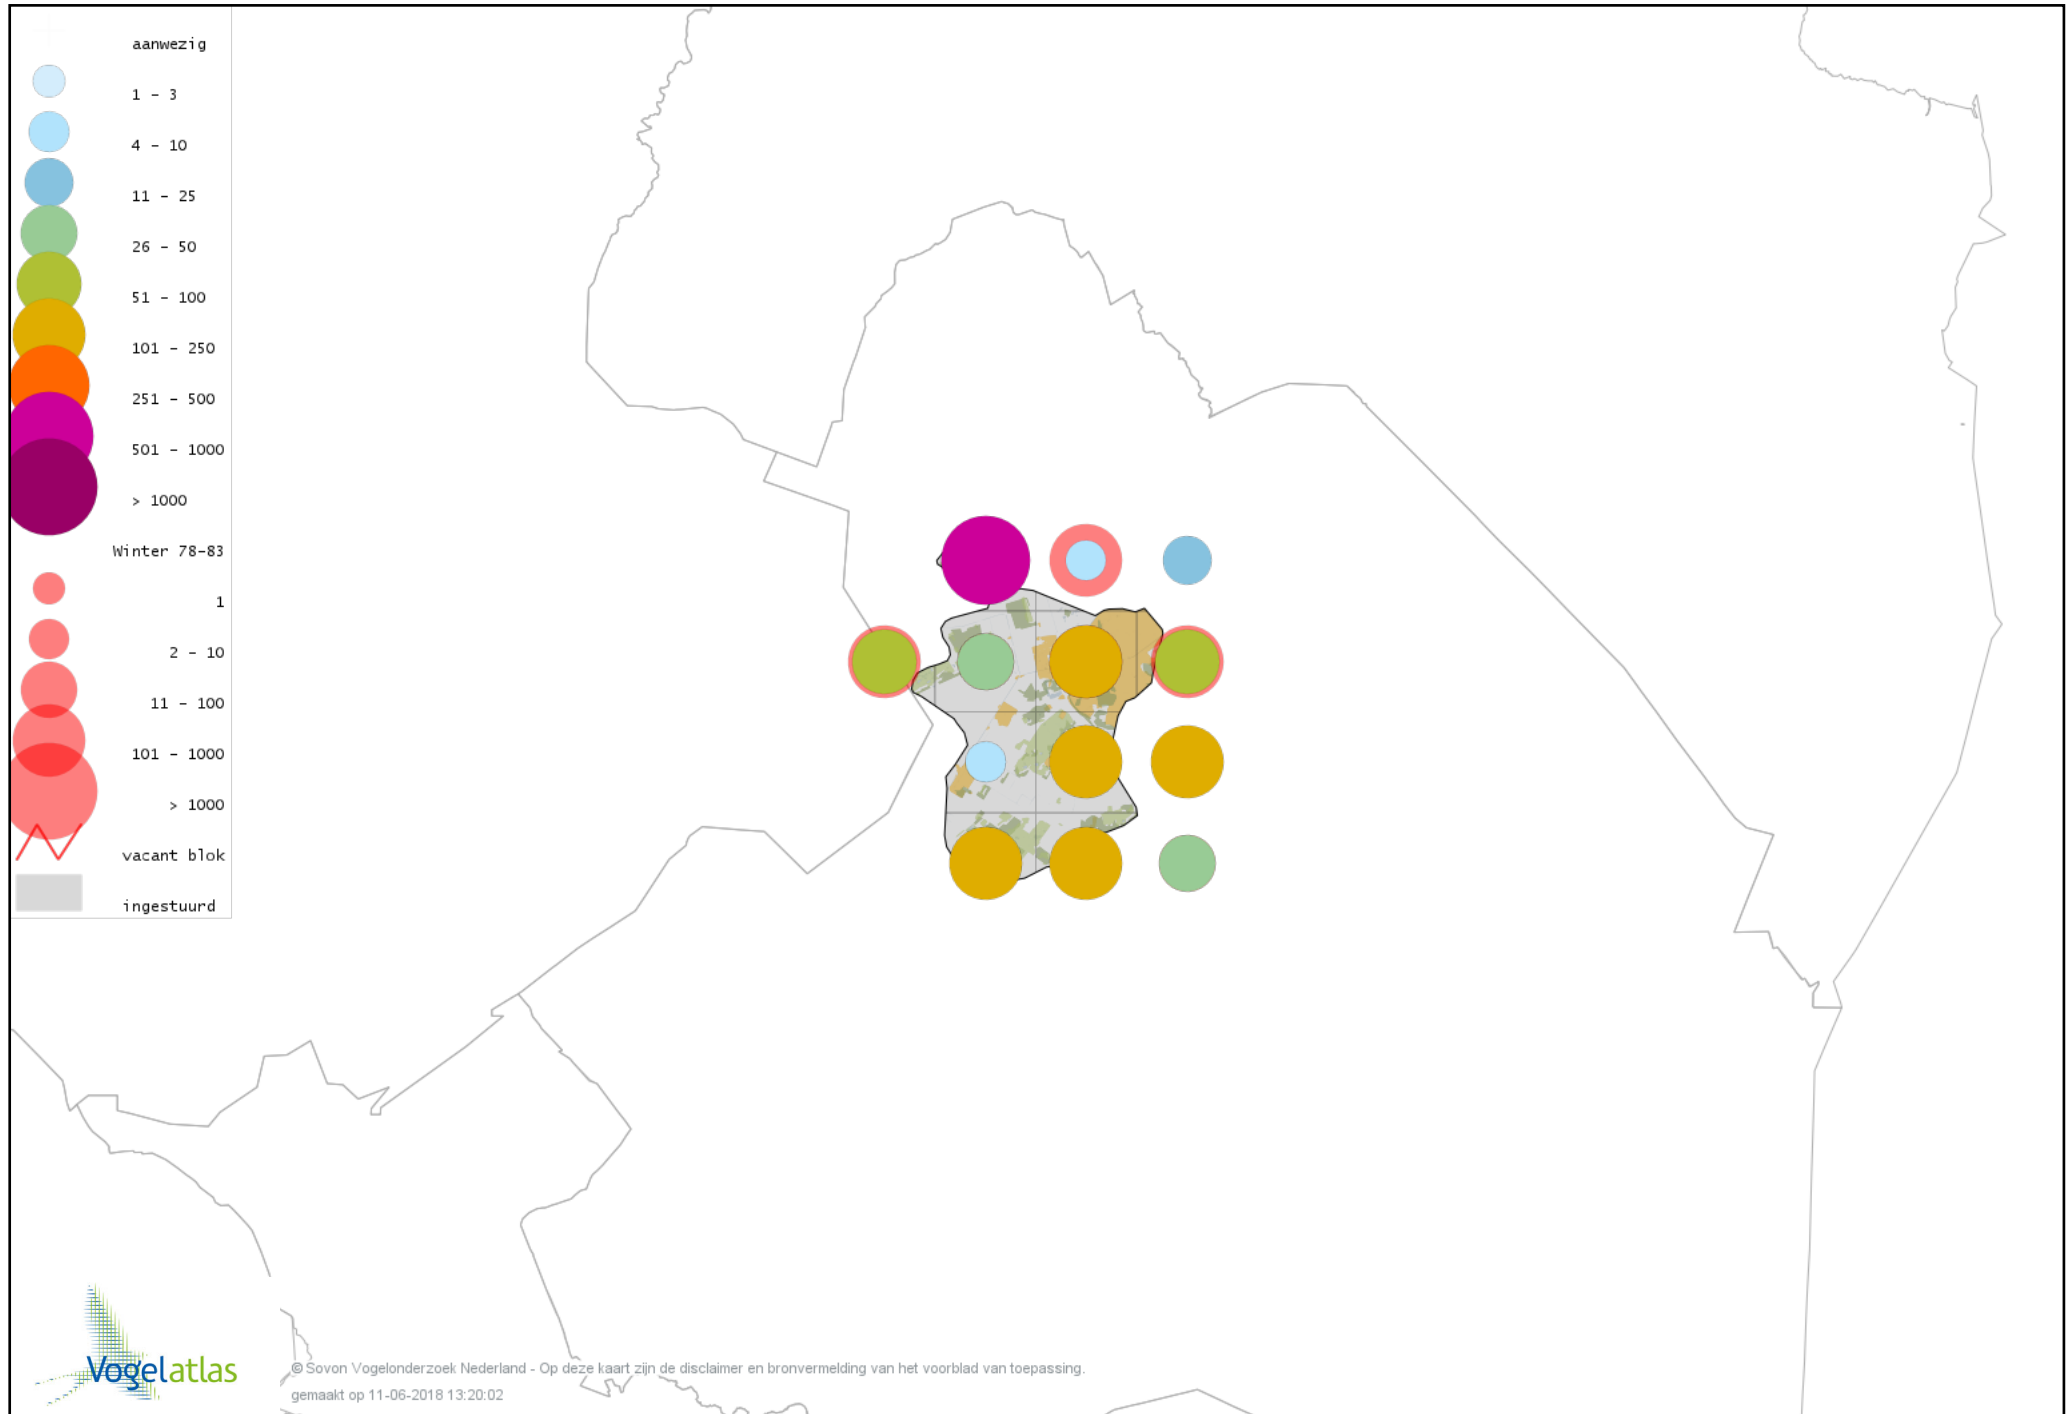 aanwezig
1 - 3
4 - 10
11 - 25
26 - 50
51 - 100
101 - 250
251 - 500
501 - 1000
> 1000
Winter 78-83
1
2 - 10
11 - 100
101 - 1000
> 1000
vacant blok
ingestuurd
Vogelatlas
© Sovon Vogelonderzoek Nederland - Op deze kaart zijn de disclaimer en bronvermelding van het voorblad van toepassing.
gemaakt op 11-06-2018 13:20:02